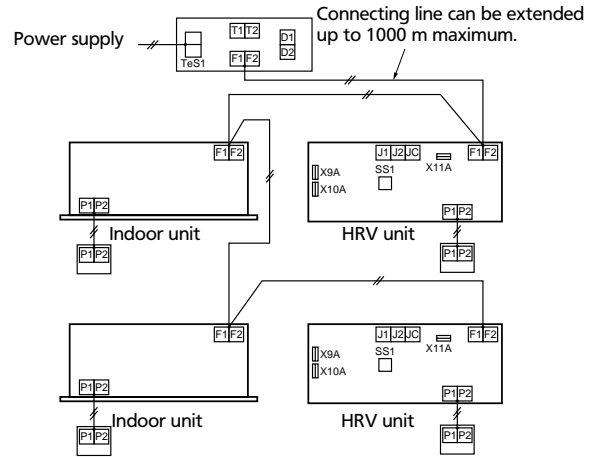 Connecting line can be extended
up to 1000 m maximum.
Power supply
T1 T2
D1
D2
TeS1
F1 F2
F1 F2
J1 J2 JC
F1 F2
X9A
SS1
X11A
X10A
P1 P2
P1 P2
Indoor unit
HRV unit
P1 P2
P1 P2
F1 F2
J1 J2 JC
F1 F2
X9A
SS1
X11A
X10A
P1 P2
P1 P2
Indoor unit
HRV unit
P1 P2
P1 P2